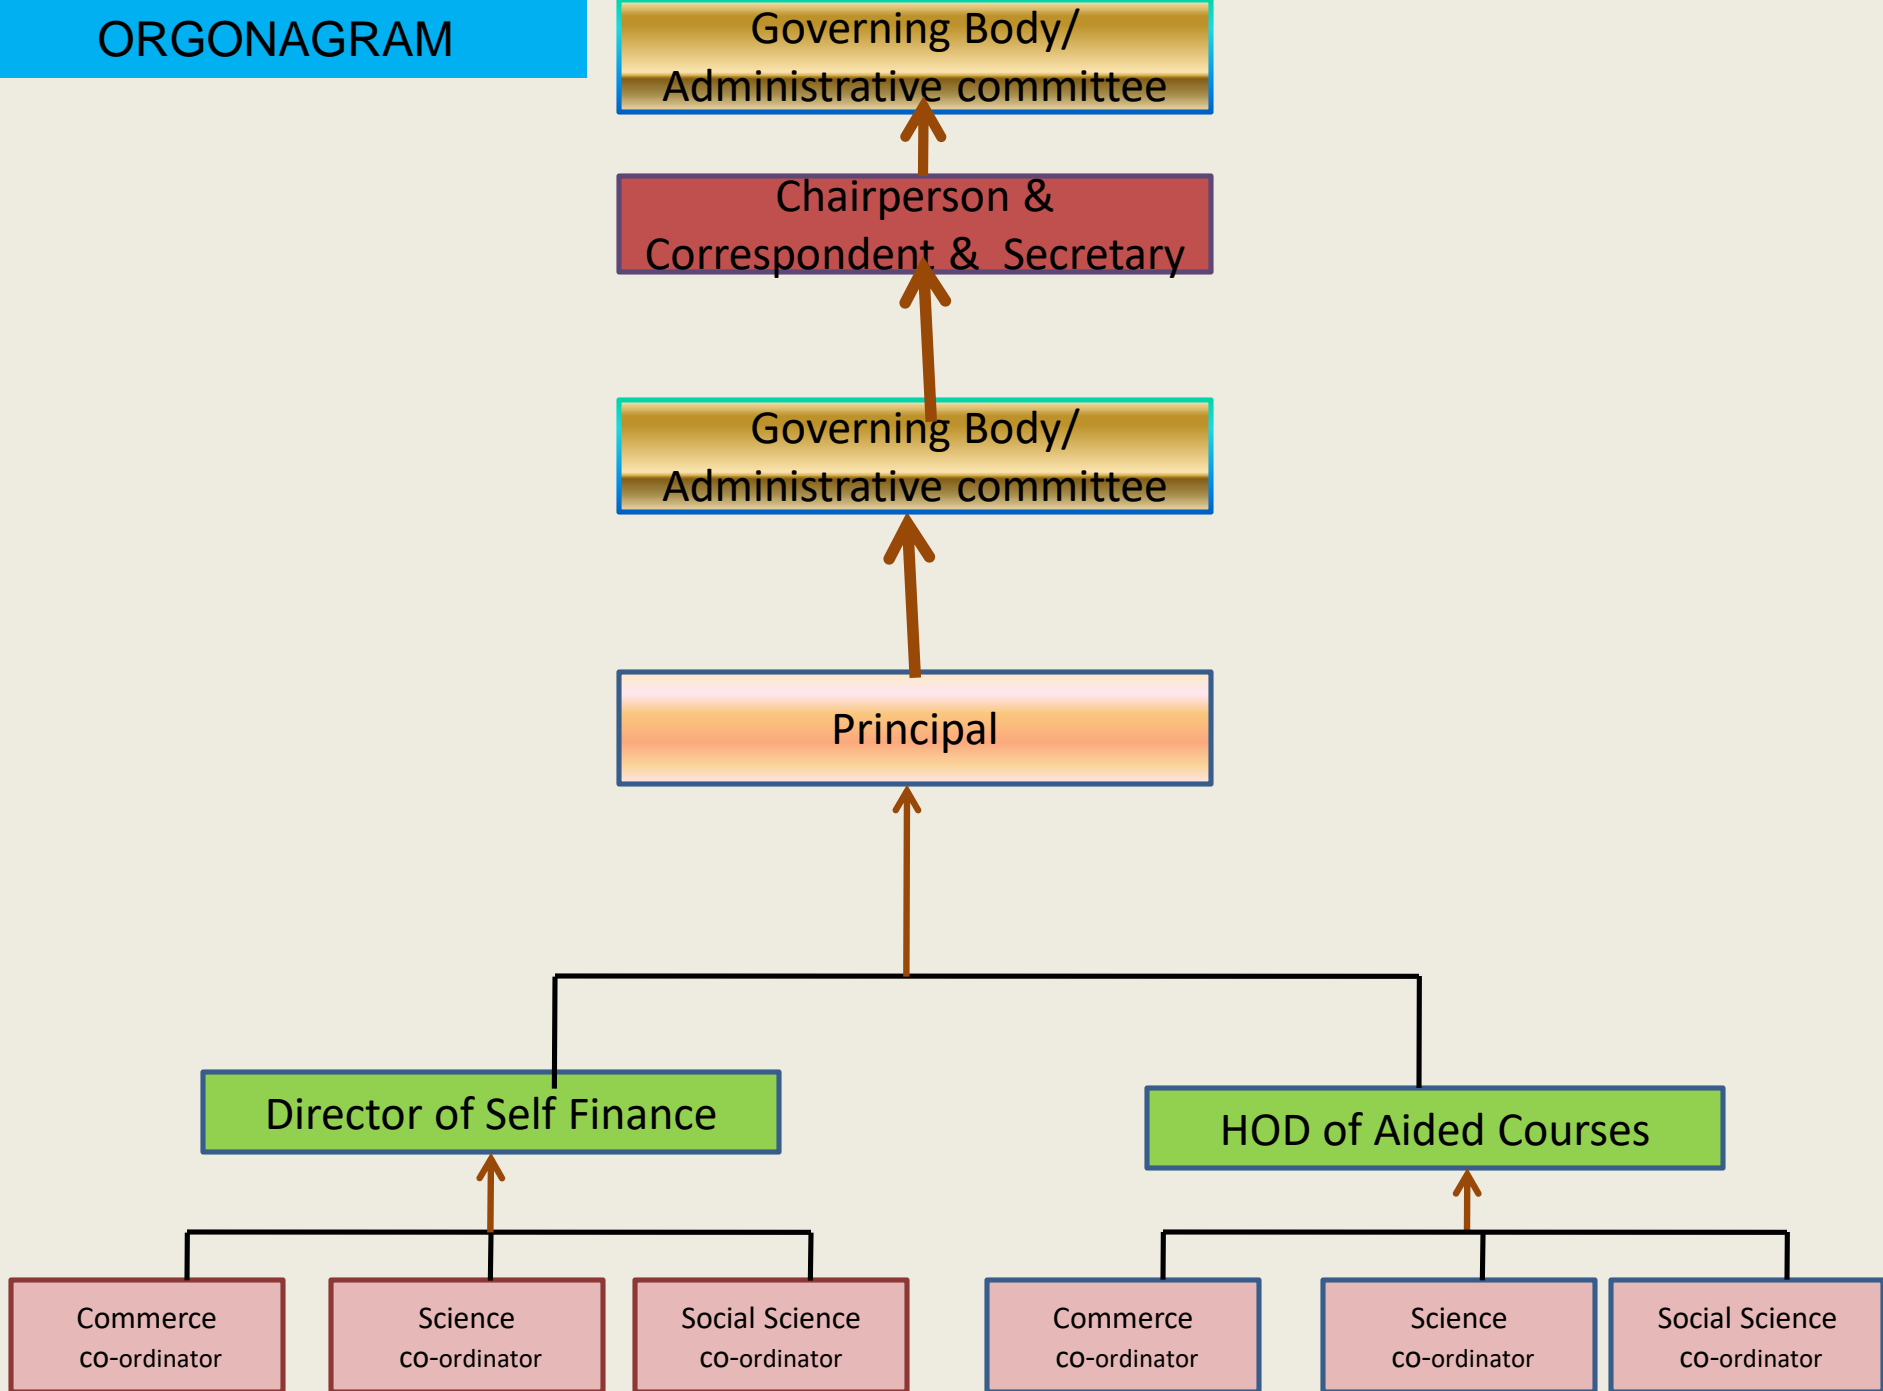 ORGONAGRAM
Governing Body/
Administrative committee
Chairperson &
Correspondent &  Secretary
Governing Body/
Administrative committee
Principal
Director of Self Finance
HOD of Aided Courses
Commerce
co-ordinator
Science
co-ordinator
Social Science
co-ordinator
Commerce
co-ordinator
Science
co-ordinator
Social Science
co-ordinator